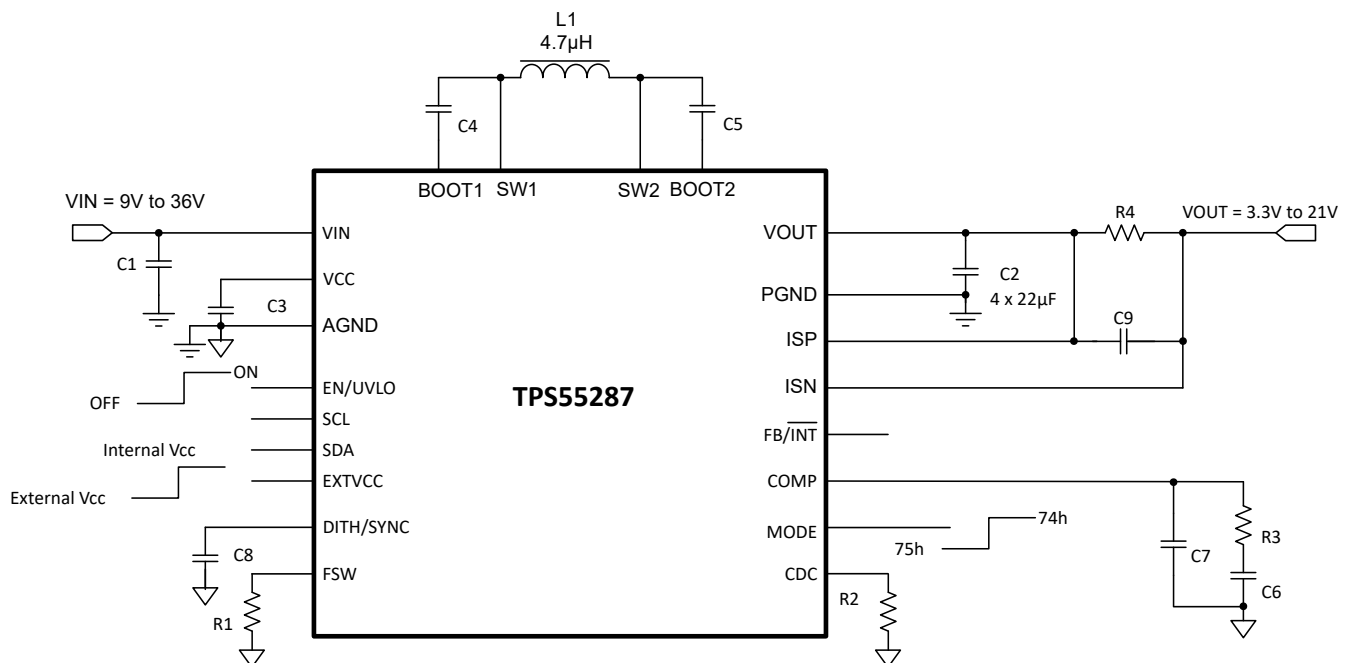 L1
4.7µH
C4
C5
BOOT1 SW1 SW2 BOOT2
VIN = 9V to 36V
R4
VOUT = 3.3V to 21V
VIN
VOUT
C1
C2
4 x 22µF
VCC
PGND
C3
AGND
C9
ISP
ON
OFF
EN/UVLO
ISN
TPS55287
SCL
FB/INT
Internal Vcc
SDA
External Vcc
EXTVCC
COMP
DITH/SYNC
MODE
74h
75h
R3
C8
C7
FSW
CDC
C6
R1
R2